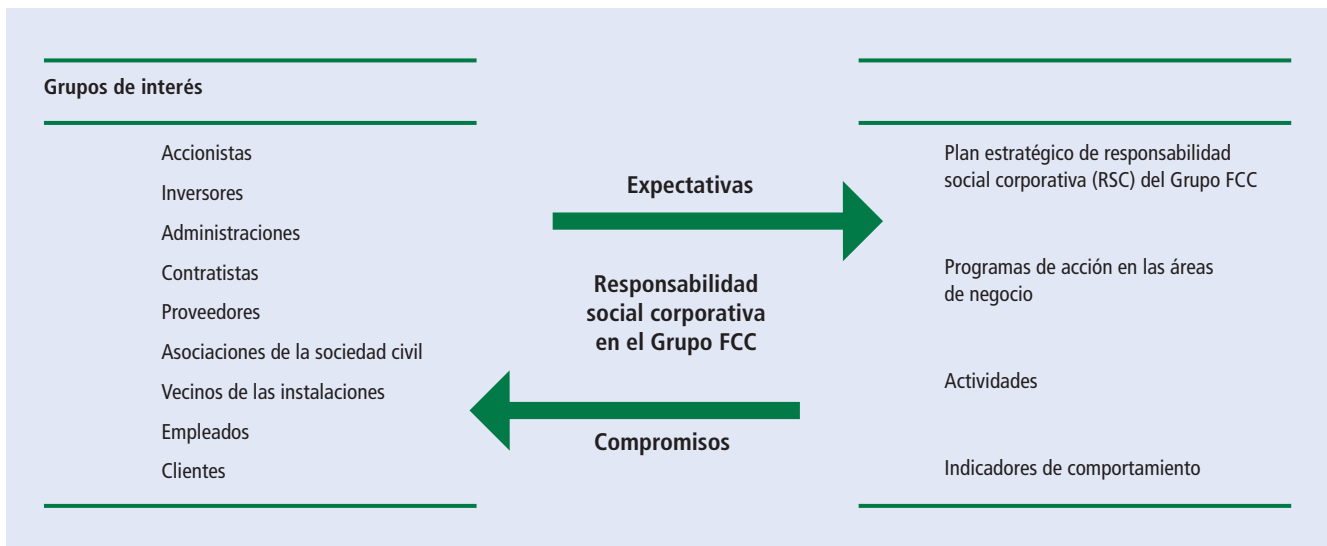 Grupos de interés
Accionistas
Inversores
Administraciones
Contratistas
Proveedores
Asociaciones de la sociedad civil
Vecinos de las instalaciones
Empleados
Clientes
Expectativas
Responsabilidad
social corporativa
en el Grupo FCC
Compromisos
Plan estratégico de responsabilidad
social corporativa (RSC) del Grupo FCC
Programas de acción en las áreas
de negocio
Actividades
Indicadores de comportamiento